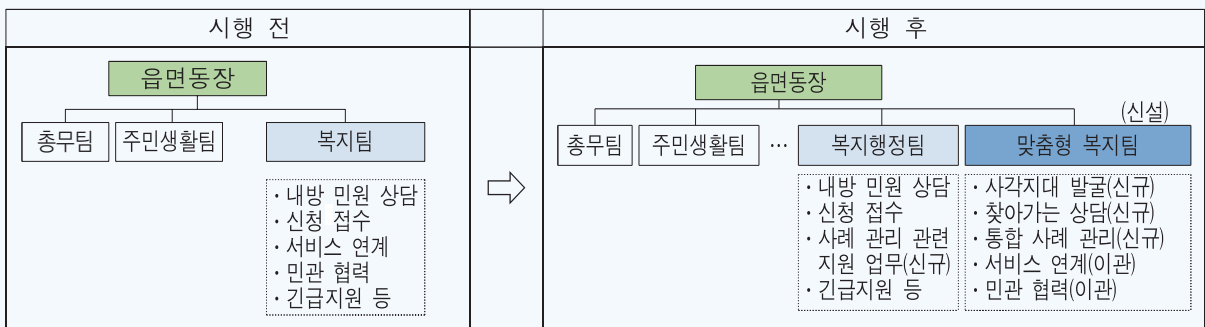 시행 전
시행 후
읍면동장
총무팀
주민생활팀
복지팀
· 내방 민원 상담
· 신청 접수
· 서비스 연계
· 민관 협력
· 긴급지원 등
읍면동장
(신설)
총무팀
주민생활팀
…
복지행정팀
맞춤형 복지팀
· 내방 민원 상담
· 신청 접수
· 사례 관리 관련
지원 업무(신규)
· 긴급지원 등
· 사각지대 발굴(신규)
· 찾아가는 상담(신규)
· 통합 사례 관리(신규)
· 서비스 연계(이관)
· 민관 협력(이관)